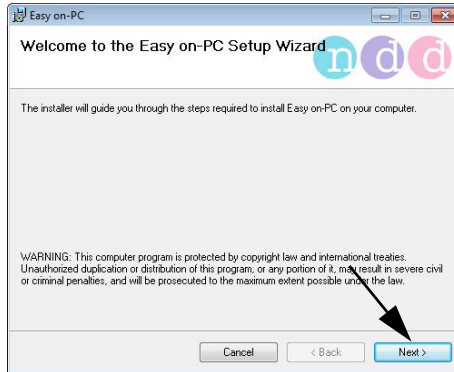 Easy on-PC
Welcome to the Easy on-PC Setup Wizard
ndd
The installer will guide you through the steps required to install Easy on-PC on your computer.
WARNING: This computer program is protected by copyright law and international treaties.
Unauthorized duplication or distribution of this program, or any portion of it, may result in severe civil
or criminal penalties, and will be prosecuted to the maximum extent possible under the law.
Cancel
< Back
Next >